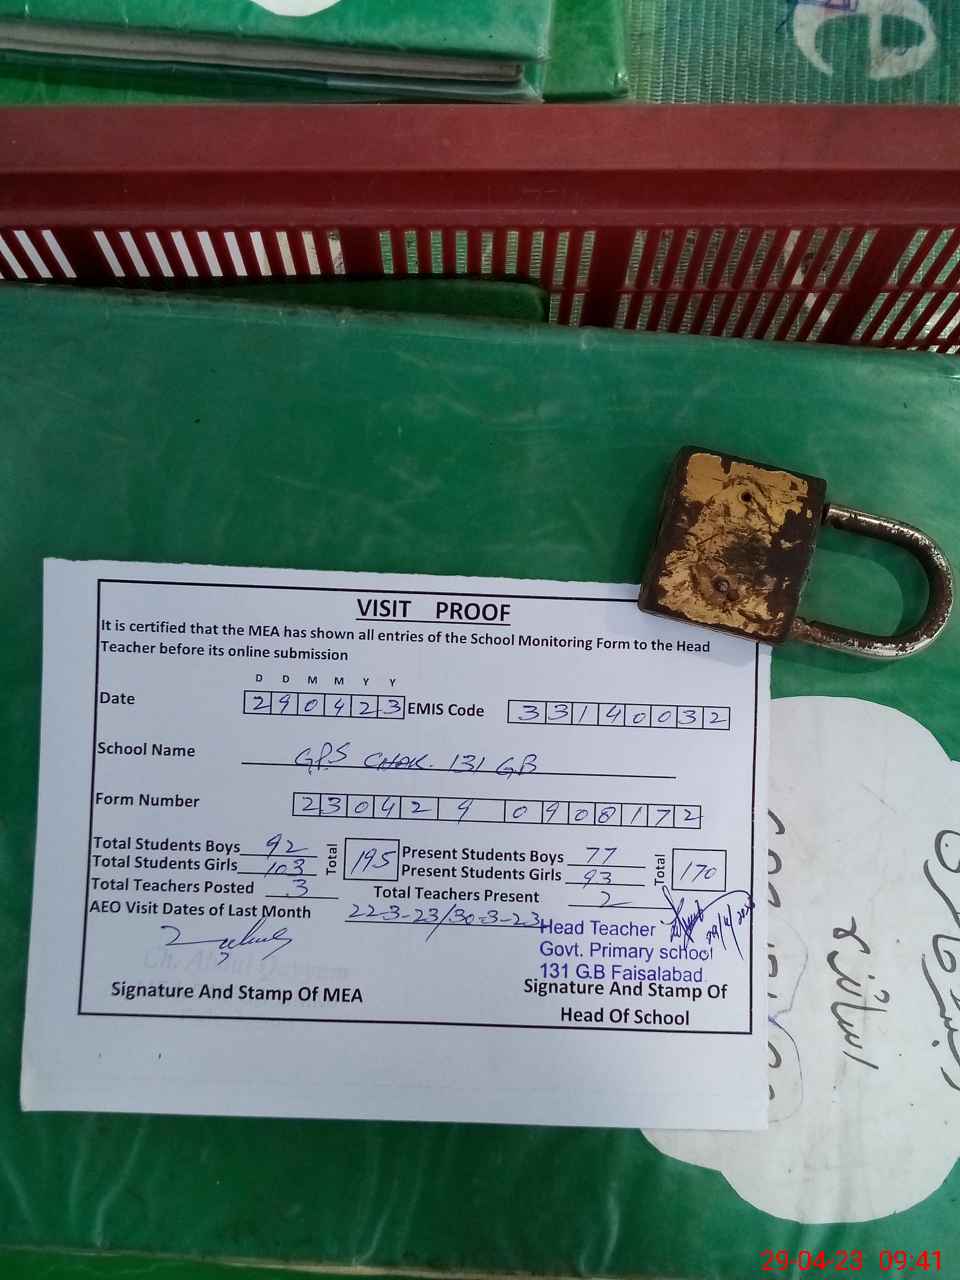 e
VISIT PROOF
It is certified that the MEA has shown all entries of the School Monitoring Form to the Head
Teacher before its online submission
D D M M Y Y
Date 290423 EMIS Code 33140032
School Name GPS CHAK. 131 GB
Form Number 230429 0908172
Total Students Boys 92 Total 195 Present Students Boys 77 Total 170
Total Students Girls 103 Present Students Girls 93
Total Teachers Posted 3 Total Teachers Present 2
AEO Visit Dates of Last Month 22-3-23/30-3-23
Head Teacher
Govt. Primary school
131 G.B Faisalabad
Signature And Stamp Of MEA
Signature And Stamp Of
Head Of School
اساتذہ
29-04-23 09:41